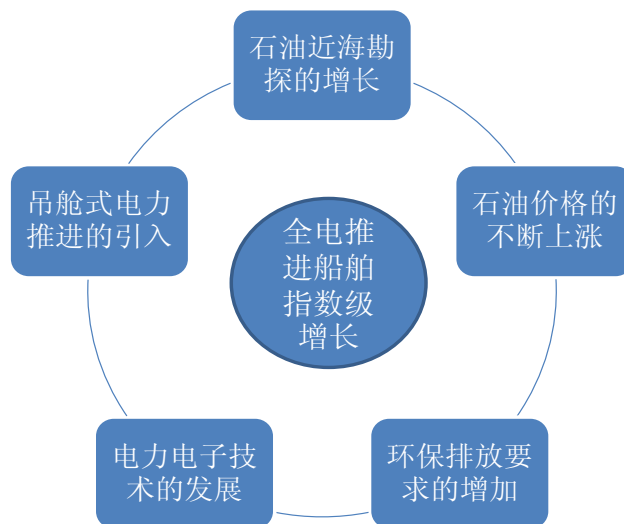 石油近海勘
探的增长
吊舱式电力
推进的引入
石油价格的
不断上涨
全电推
进船舶
指数级
增长
电力电子技
术的发展
环保排放要
求的增加